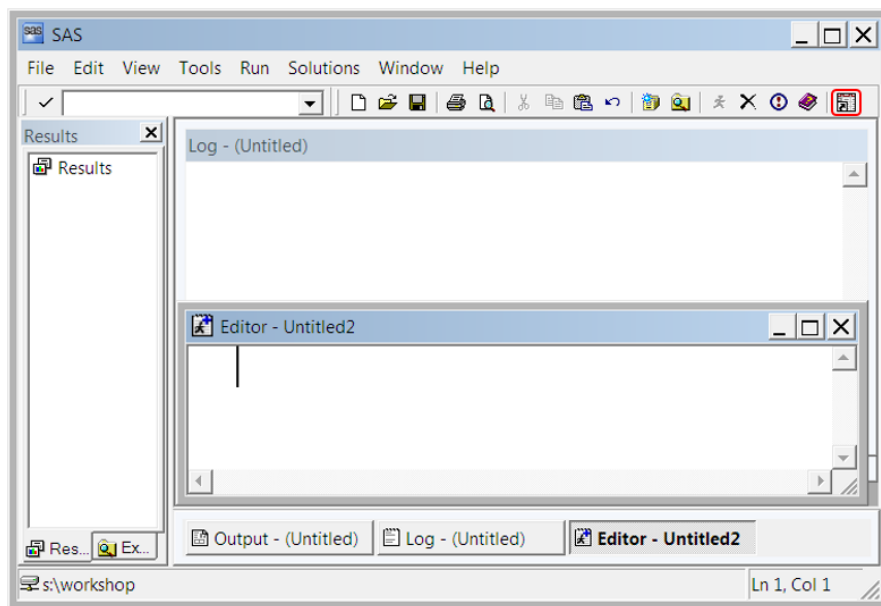 sas SAS
File Edit View Tools Run Solutions Window Help
Results
Results
Log - (Untitled)
Editor - Untitled2
Res... Ex...
Output - (Untitled) Log - (Untitled) Editor - Untitled2
s:\workshop Ln 1, Col 1